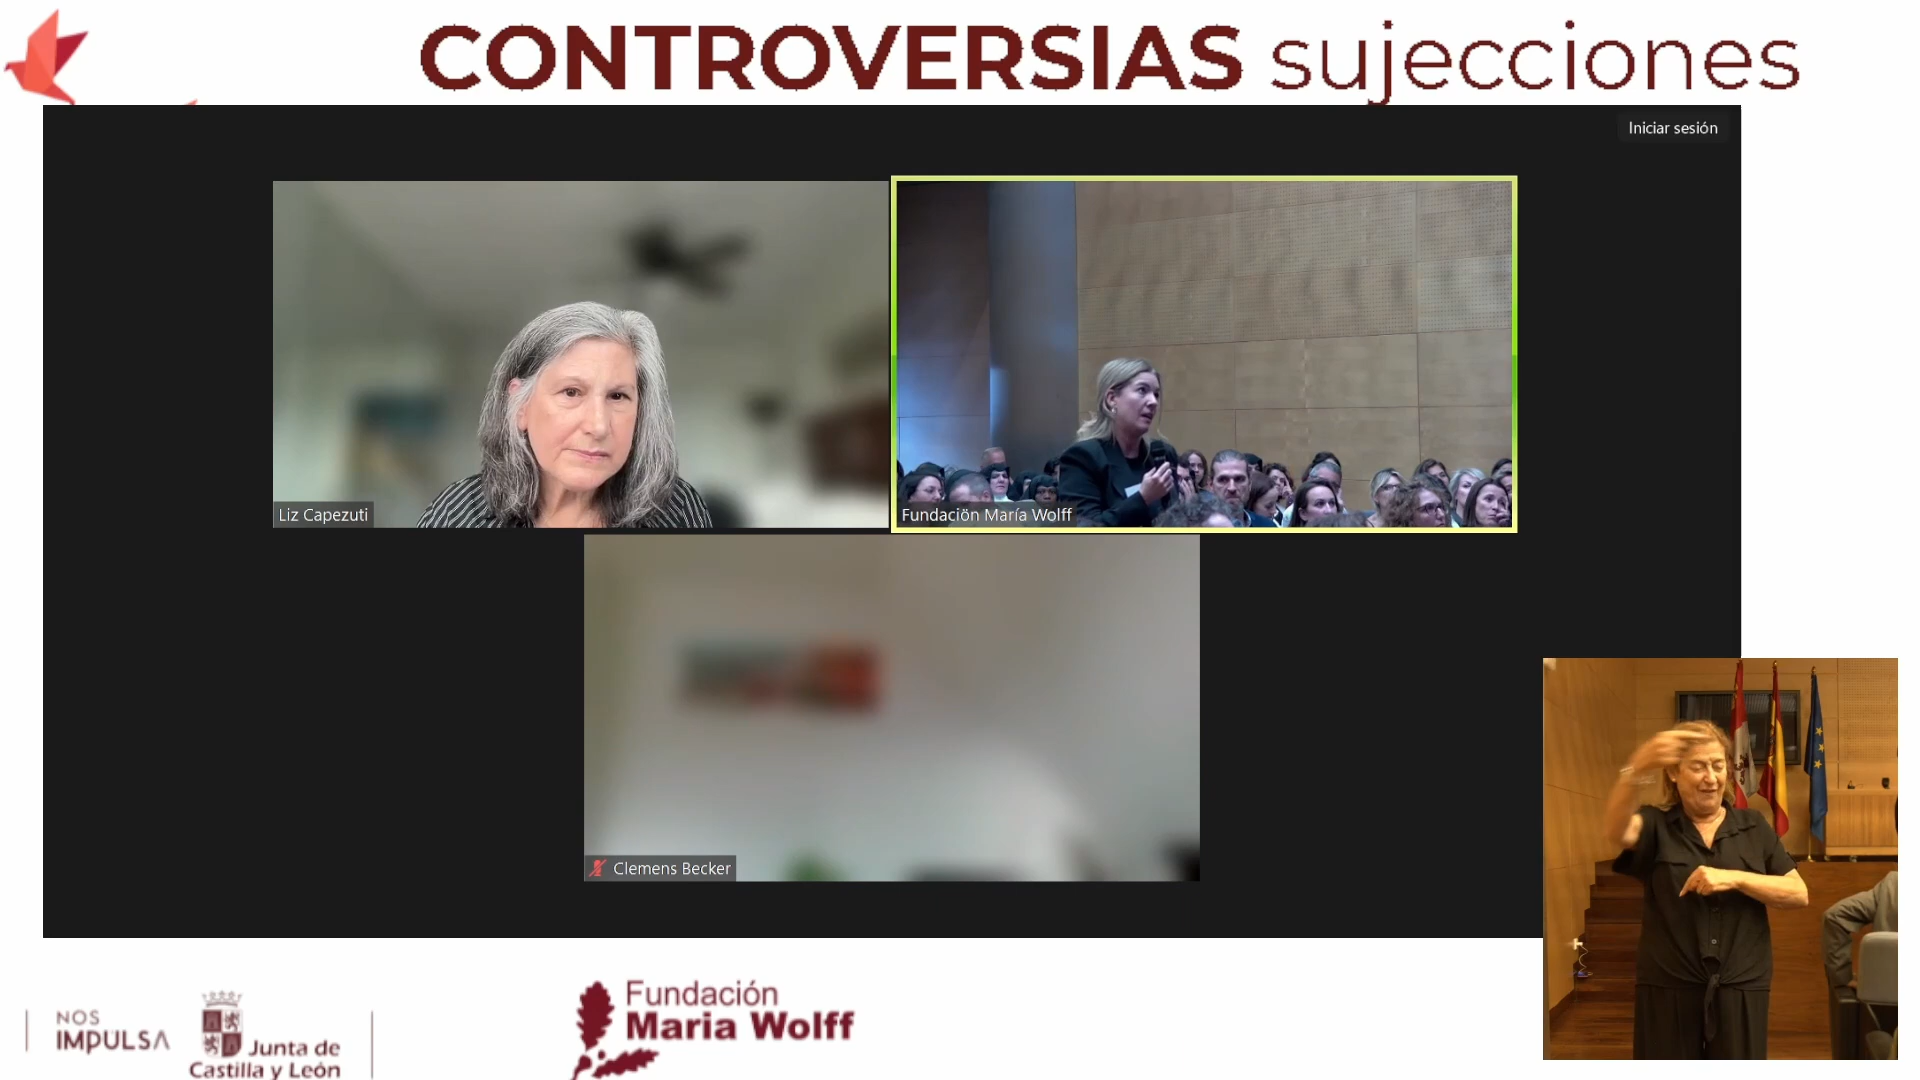 CONTROVERSIAS sujecciones
Iniciar sesión
Liz Capezuti
Fundaciön María Wolff
Clemens Becker
NOS
IMPULSA
Junta de
Castilla y León
Fundación
Maria Wolff